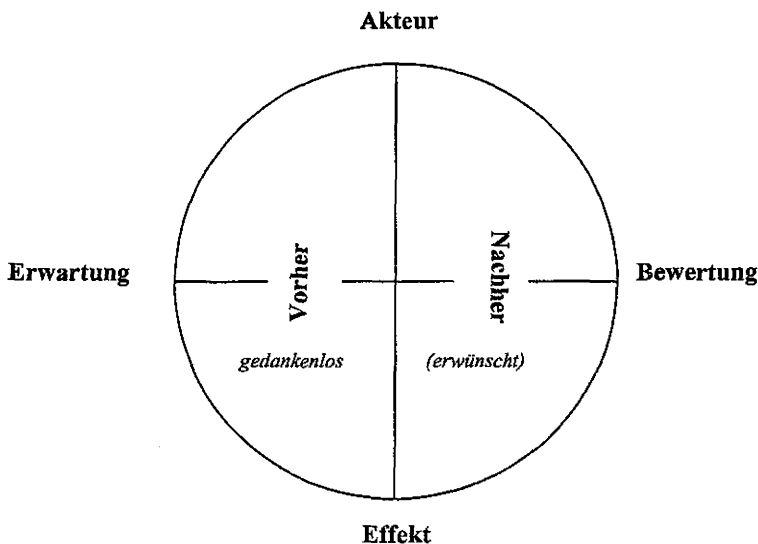 Akteur
Erwartung
Vorher
Nachher
Bewertung
gedankenlos
(erwünscht)
Effekt